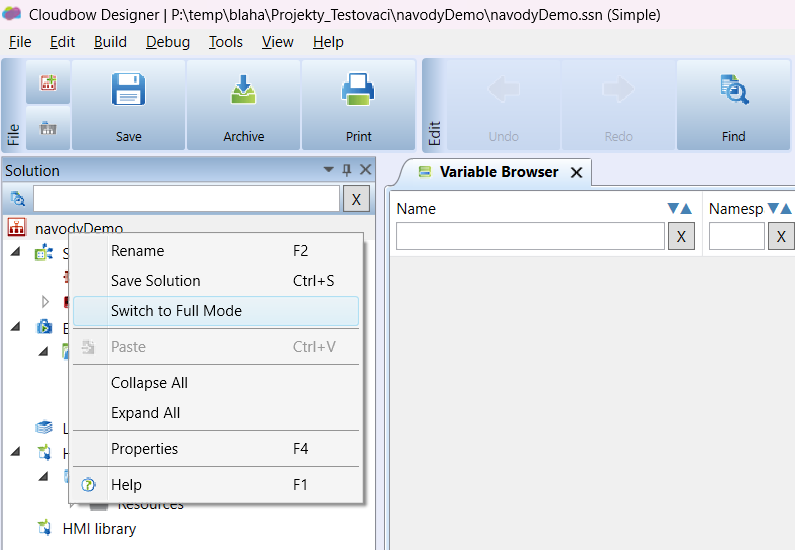 Cloudbow Designer | P:\temp\blaha\Projekty_Testovaci\navodyDemo\navodyDemo.ssn (Simple)
File Edit Build Debug Tools View Help
File
Save
Archive
Print
Edit
Undo
Redo
Find
Solution
X
navodyDemo
Rename F2
Save Solution Ctrl+S
Switch to Full Mode
Paste Ctrl+V
Collapse All
Expand All
Properties F4
Help F1
Resources
HMI library
Variable Browser
Name
X
Namesp
X